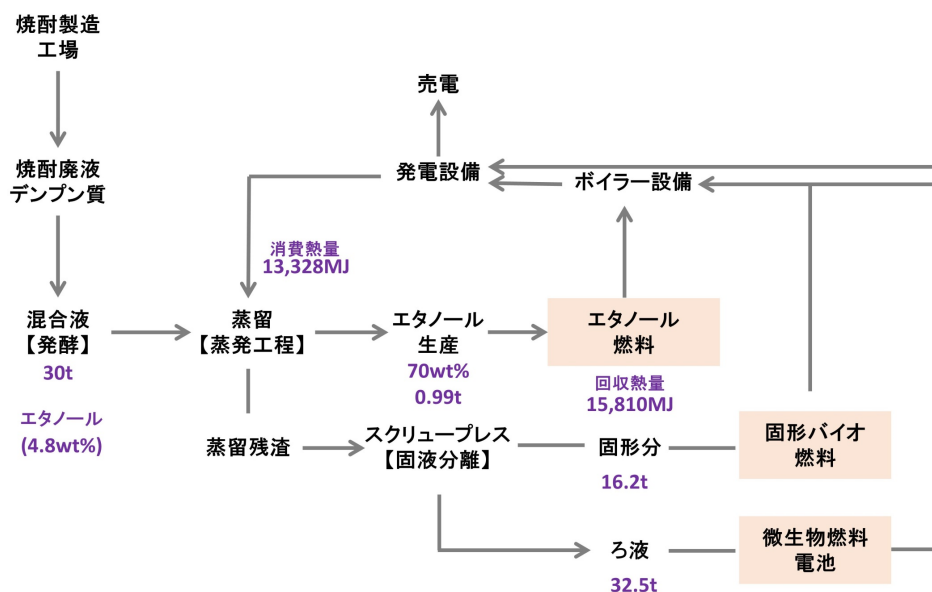 焼酎製造
工場
売電
焼酎廃液
デンプン質
発電設備
ボイラー設備
消費熱量
13,328MJ
混合液
【発酵】
30t
エタノール
(4.8wt%)
蒸留
【蒸発工程】
エタノール
生産
70wt%
0.99t
エタノール
燃料
回収熱量
15,810MJ
蒸留残渣
スクリュープレス
【固液分離】
固形分
16.2t
固形バイオ
燃料
ろ液
32.5t
微生物燃料
電池